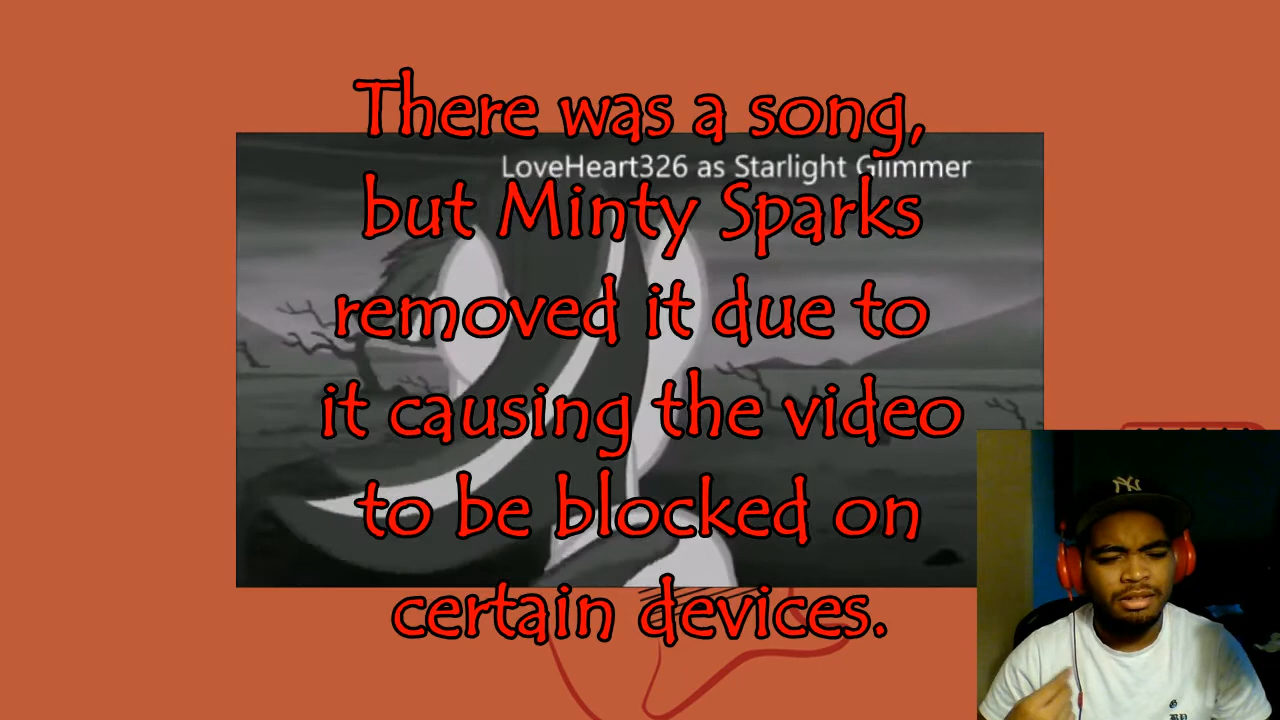 There was a song,
LoveHeart326 as Starlight Glimmer
but Minty Sparks
removed it due to
it causing the video
to be blocked on
certain devices.
NY